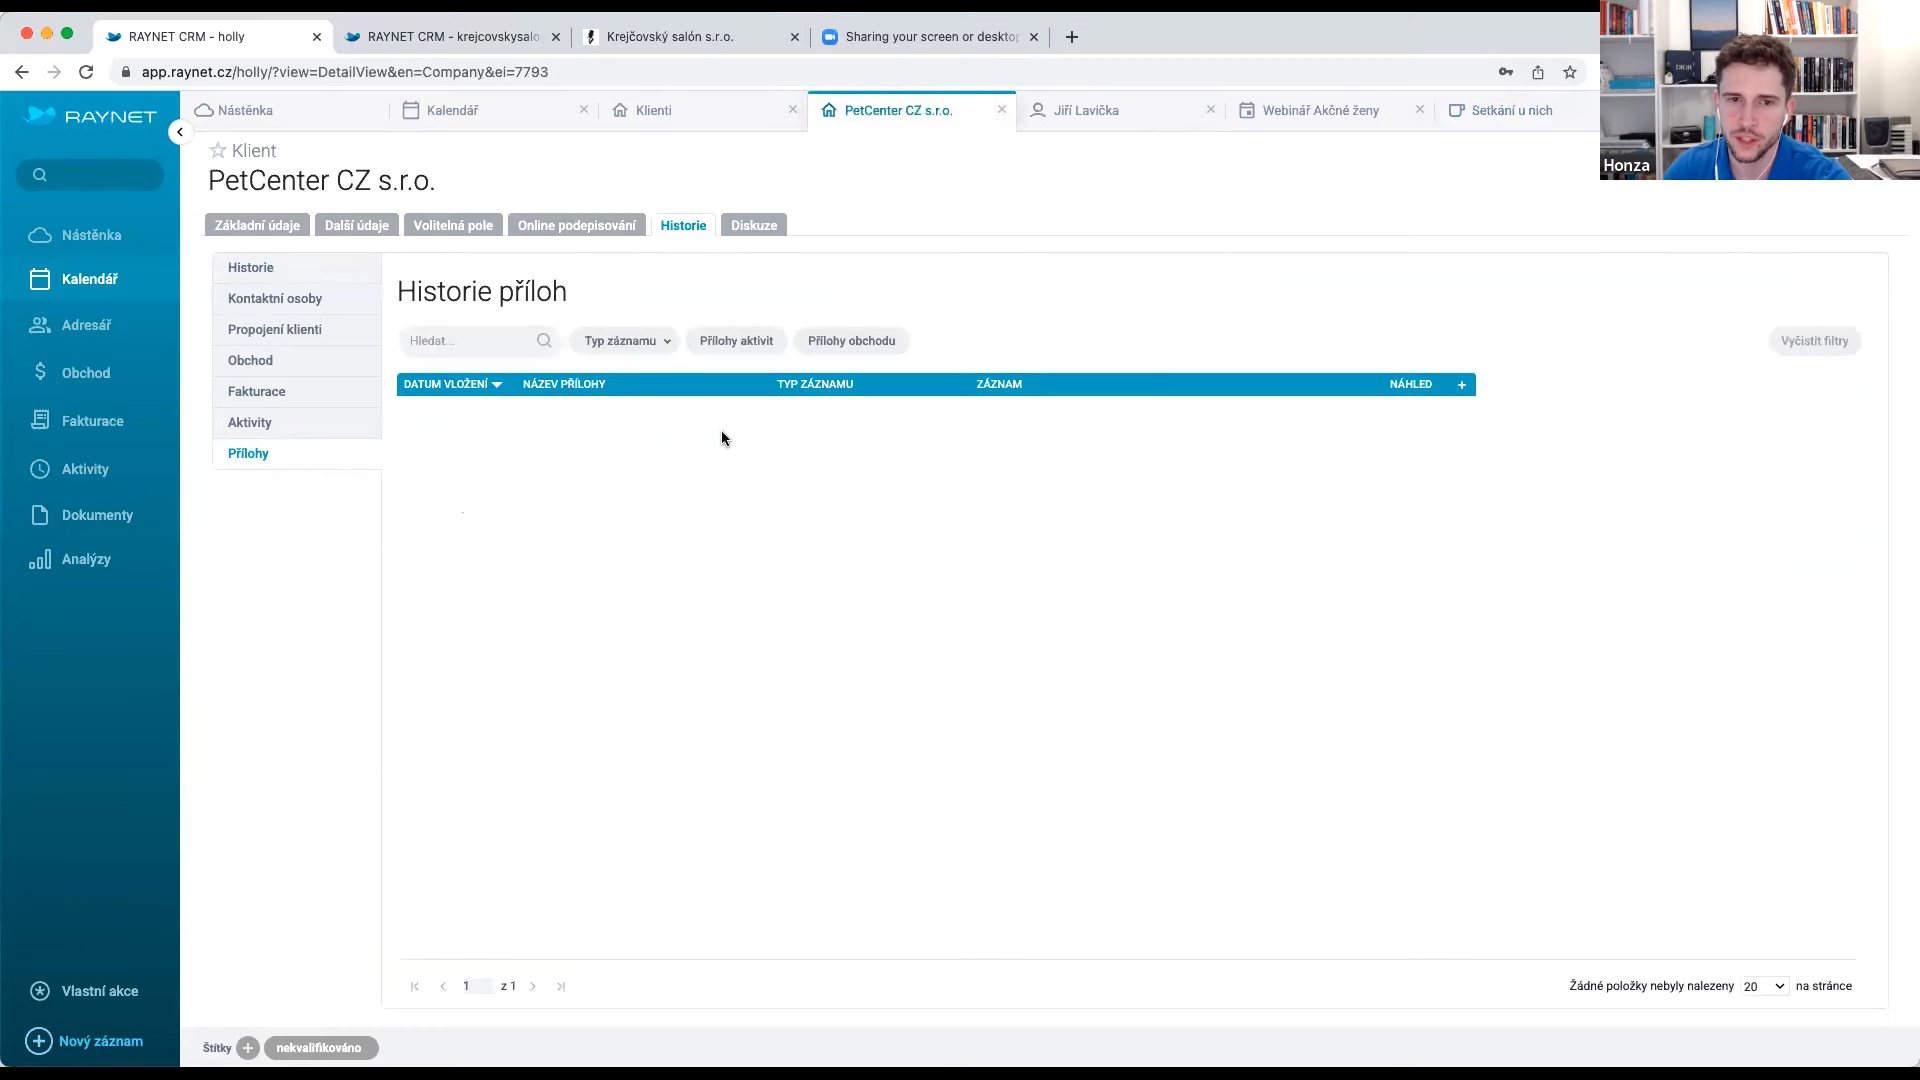 RAYNET CRM - holly
RAYNET CRM - krejcovskysalo
Krejčovský salón s.r.o.
Sharing your screen or desktop
app.raynet.cz/holly/?view=DetailView&en=Company&ei=7793
RAYNET
Nástěnka
Kalendář
Klienti
PetCenter CZ s.r.o.
Jiří Lavička
Webinář Akčné ženy
Setkání u nich
DIOR
Honza
Klient
PetCenter CZ s.r.o.
Základní údaje
Další údaje
Volitelná pole
Online podepisování
Historie
Diskuze
Nástěnka
Kalendář
Adresář
Obchod
Fakturace
Aktivity
Dokumenty
Analýzy
Vlastní akce
Nový záznam
Historie
Kontaktní osoby
Propojení klienti
Obchod
Fakturace
Aktivity
Přílohy
Historie příloh
Hledat...
Typ záznamu
Přílohy aktivit
Přílohy obchodu
Vyčistit filtry
DATUM VLOŽENÍ
NÁZEV PŘÍLOHY
TYP ZÁZNAMU
ZÁZNAM
NÁHLED
1 z 1
Žádné položky nebyly nalezeny 20 na stránce
Štítky
nekvalifikováno